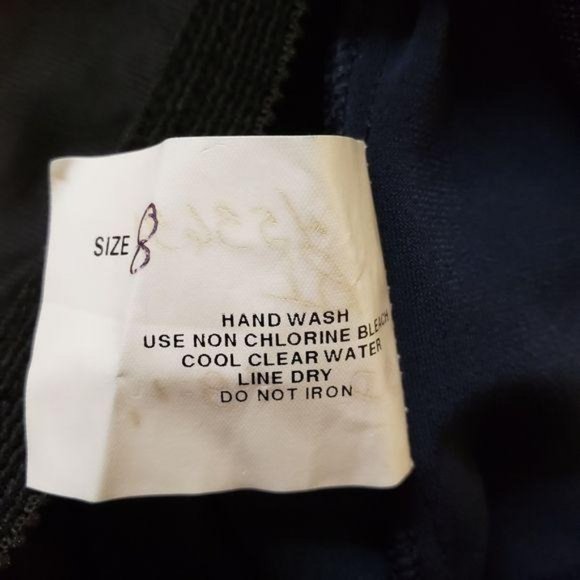 SIZE 8
HAND WASH
USE NON CHLORINE BLEACH
COOL CLEAR WATER
LINE DRY
DO NOT IRON